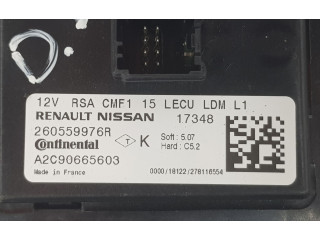 12V RSA CMF1 15 LECU LDM L1
RENAULT NISSAN 17348
260559976R
Continental T K Soft : 5.07
Hard : C5.2
A2C90665603
Made in France 0000/18122/278116554